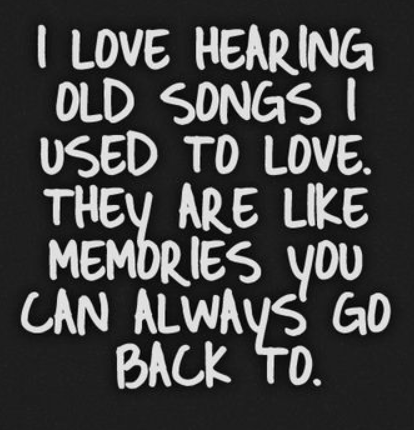 I LOVE HEARING
OLD SONGS I
USED TO LOVE.
THEY ARE LIKE
MEMORIES YOU
CAN ALWAYS GO
BACK TO.